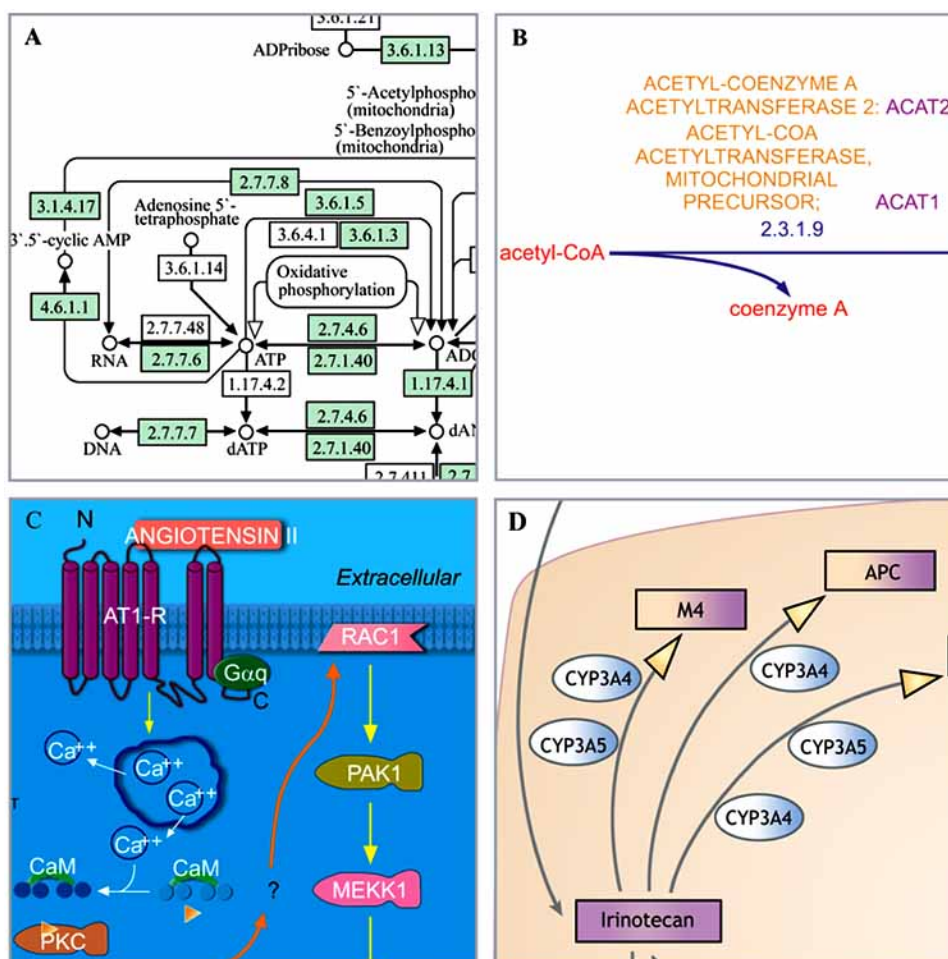 A
3.6.1.21
ADPribose
3.6.1.13
5`-Acetylphospho
(mitochondria)
5`-Benzoylphospho
(mitochondria)
2.7.7.8
3.1.4.17
Adenosine 5`-
tetraphosphate
3.6.1.5
3.6.4.1
3.6.1.3
3`.5`-cyclic AMP
3.6.1.14
Oxidative
phosphorylation
4.6.1.1
2.7.7.48
2.7.4.6
RNA
2.7.7.6
ATP
2.7.1.40
1.17.4.2
1.17.4.1
2.7.4.6
DNA
2.7.7.7
dATP
2.7.1.40
B
ACETYL-COENZYME A
ACETYLTRANSFERASE 2: ACAT2
ACETYL-COA
ACETYLTRANSFERASE,
MITOCHONDRIAL
PRECURSOR; ACAT1
2.3.1.9
acetyl-CoA
coenzyme A
C
N
ANGIOTENSIN II
Extracellular
AT1-R
RAC1
Gαq
C
Ca++
Ca++
PAK1
Ca++
Ca++
CaM
CaM
?
MEKK1
PKC
D
APC
M4
CYP3A4
CYP3A4
CYP3A5
CYP3A5
CYP3A4
Irinotecan